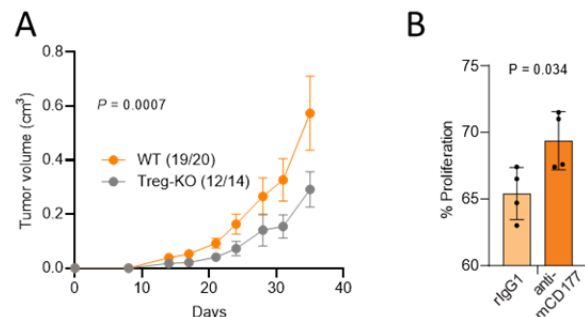 A
Tumor volume (cm³)
0.8
0.6
0.4
0.2
0.0
P = 0.0007
WT (19/20)
Treg-KO (12/14)
0
10
20
30
40
Days
B
% Proliferation
75
70
65
60
P = 0.034
rIgG1
anti-
mCD177